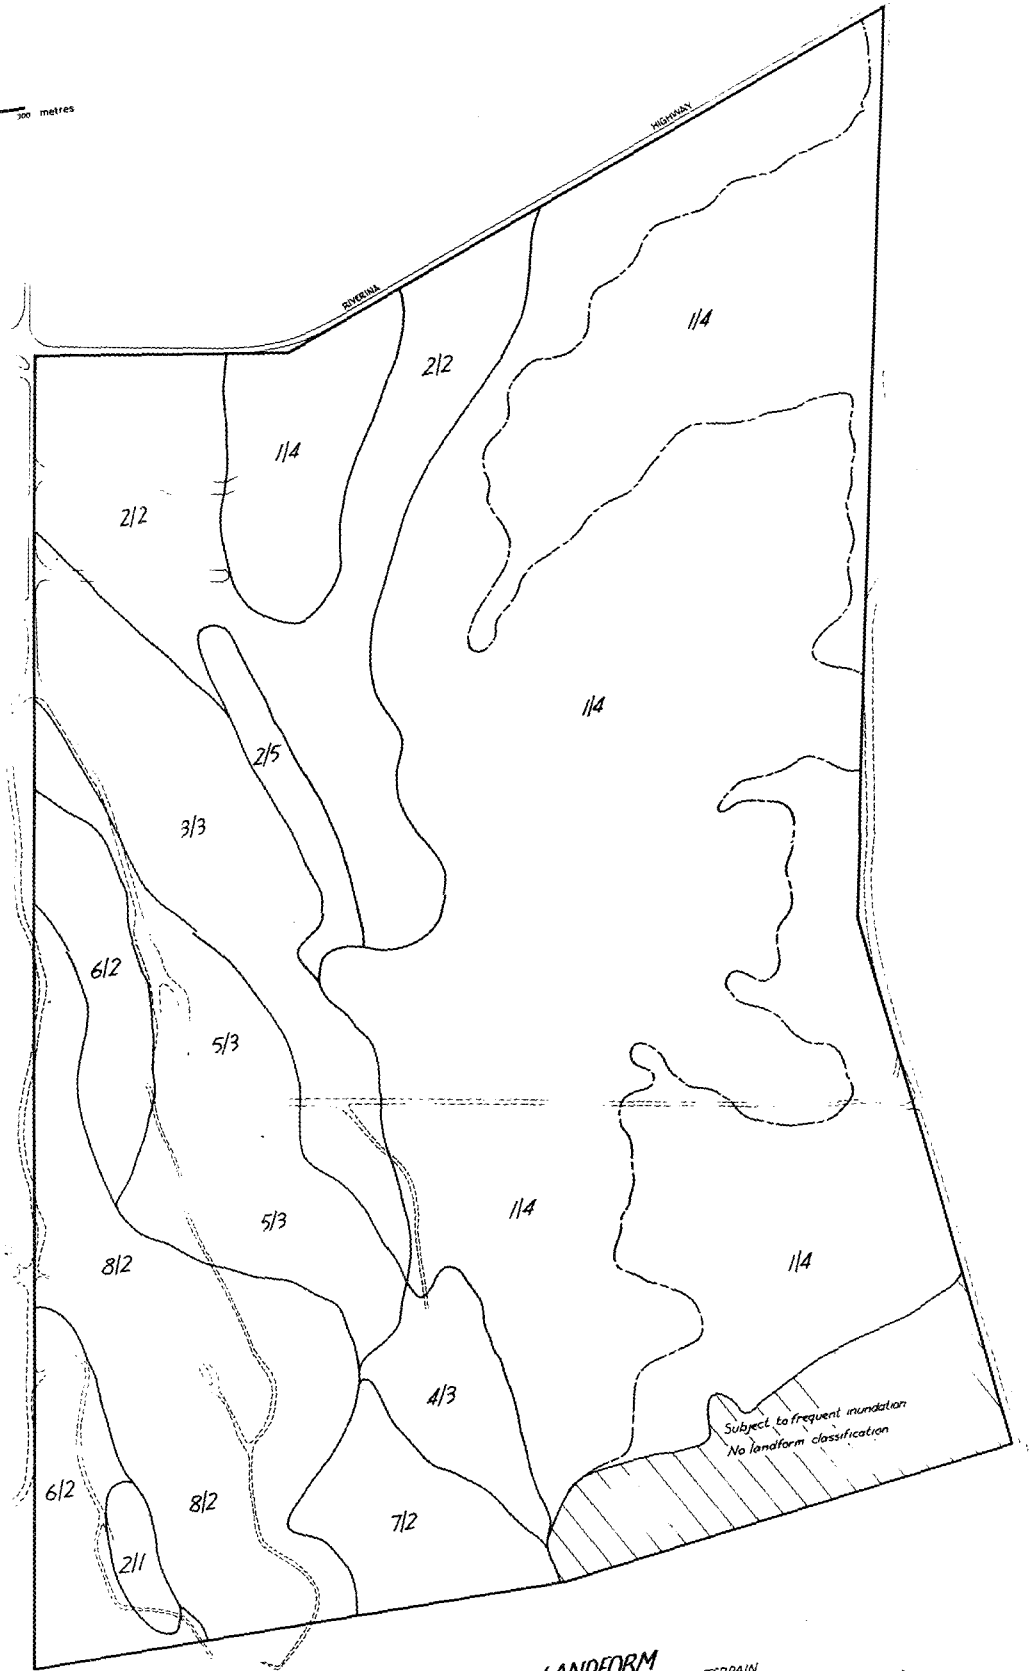 300 metres
HIGHWAY
RIVERINA
1/4
2/2
1/4
2/2
1/4
2/5
3/3
6/2
5/3
1/4
5/3
1/4
8/2
4/3
Subject to frequent inundation
No landform classification
6/2
8/2
7/2
2/1
LANDFORM
TERRAIN